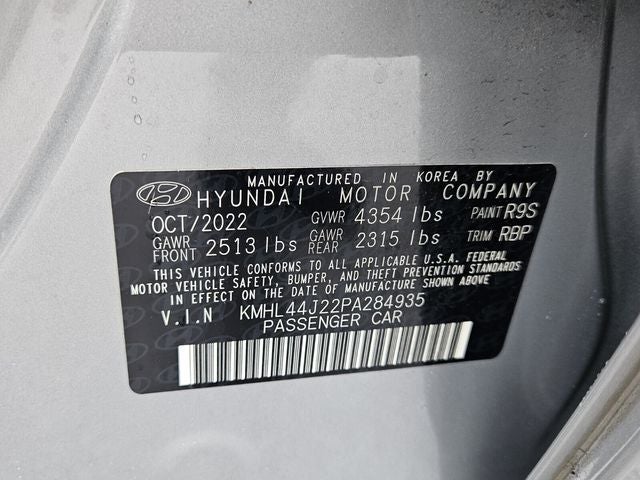 MANUFACTURED IN KOREA BY
HYUNDAI MOTOR COMPANY
OCT/2022 GVWR 4354 lbs PAINT R9S
GAWR FRONT 2513 lbs GAWR REAR 2315 lbs TRIM RBP
THIS VEHICLE CONFORMS TO ALL APPLICABLE U.S.A. FEDERAL
MOTOR VEHICLE SAFETY, BUMPER, AND THEFT PREVENTION STANDARDS
IN EFFECT ON THE DATE OF MANUFACTURE SHOWN ABOVE
V.I.N KMHL44J22PA284935
PASSENGER CAR